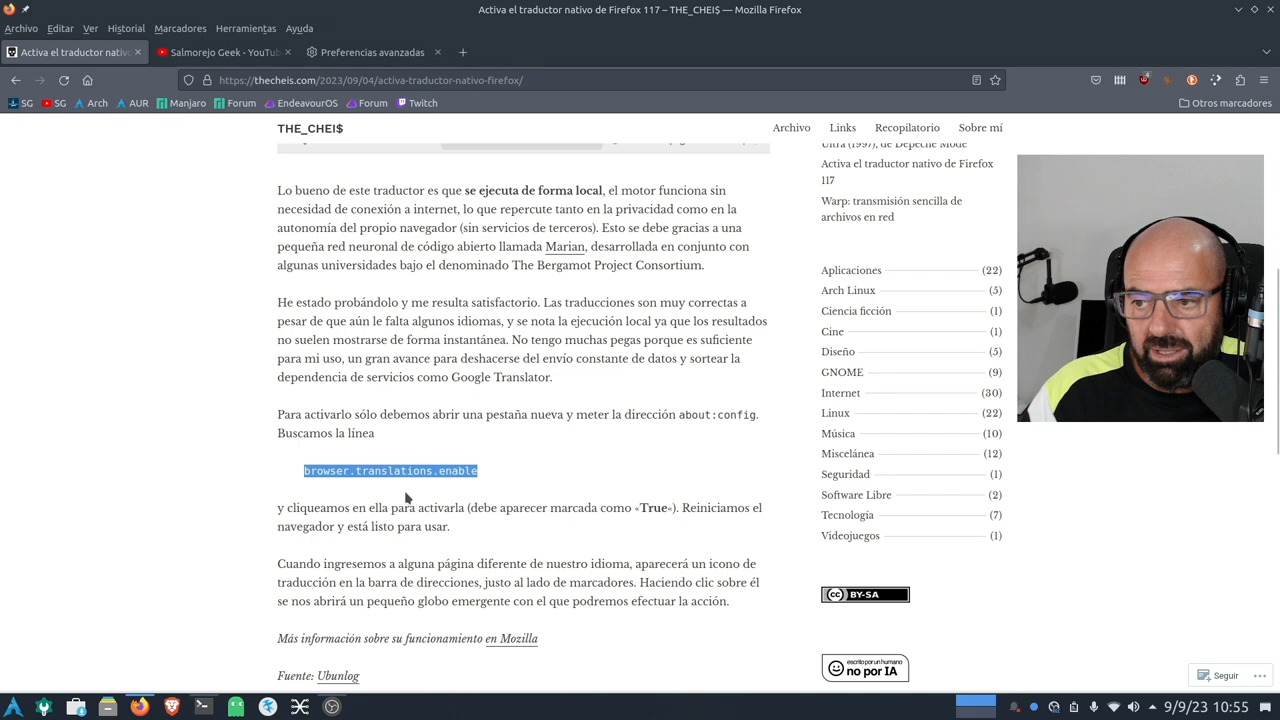 Activa el traductor nativo de Firefox 117 – THE_CHEI$ — Mozilla Firefox
Archivo Editar Ver Historial Marcadores Herramientas Ayuda
Activa el traductor nativo Salmorejo Geek - YouTub Preferencias avanzadas
https://thecheis.com/2023/09/04/activa-traductor-nativo-firefox/
SG SG Arch AUR Manjaro Forum EndeavourOS Forum Twitch Otros marcadores
THE_CHEI$ Archivo Links Recopilatorio Sobre mí
Ultra (1997), de Depeche Mode
Activa el traductor nativo de Firefox
117
Warp: transmisión sencilla de
archivos en red
Lo bueno de este traductor es que se ejecuta de forma local, el motor funciona sin
necesidad de conexión a internet, lo que repercute tanto en la privacidad como en la
autonomía del propio navegador (sin servicios de terceros). Esto se debe gracias a una
pequeña red neuronal de código abierto llamada Marian, desarrollada en conjunto con
algunas universidades bajo el denominado The Bergamot Project Consortium.
He estado probándolo y me resulta satisfactorio. Las traducciones son muy correctas a
pesar de que aún le falta algunos idiomas, y se nota la ejecución local ya que los resultados
no suelen mostrarse de forma instantánea. No tengo muchas pegas porque es suficiente
para mi uso, un gran avance para deshacerse del envío constante de datos y sortear la
dependencia de servicios como Google Translator.
Para activarlo sólo debemos abrir una pestaña nueva y meter la dirección about:config.
Buscamos la línea
browser.translations.enable
y cliqueamos en ella para activarla (debe aparecer marcada como «True«). Reiniciamos el
navegador y está listo para usar.
Cuando ingresemos a alguna página diferente de nuestro idioma, aparecerá un icono de
traducción en la barra de direcciones, justo al lado de marcadores. Haciendo clic sobre él
se nos abrirá un pequeño globo emergente con el que podremos efectuar la acción.
Más información sobre su funcionamiento en Mozilla
Fuente: Ubunlog
Aplicaciones (22)
Arch Linux (5)
Ciencia ficción (1)
Cine (1)
Diseño (5)
GNOME (9)
Internet (30)
Linux (22)
Música (10)
Miscelánea (12)
Seguridad (1)
Software Libre (2)
Tecnología (7)
Videojuegos (1)
cc BY-SA
escrito por un humano
no por IA
Seguir
9/9/23 10:55